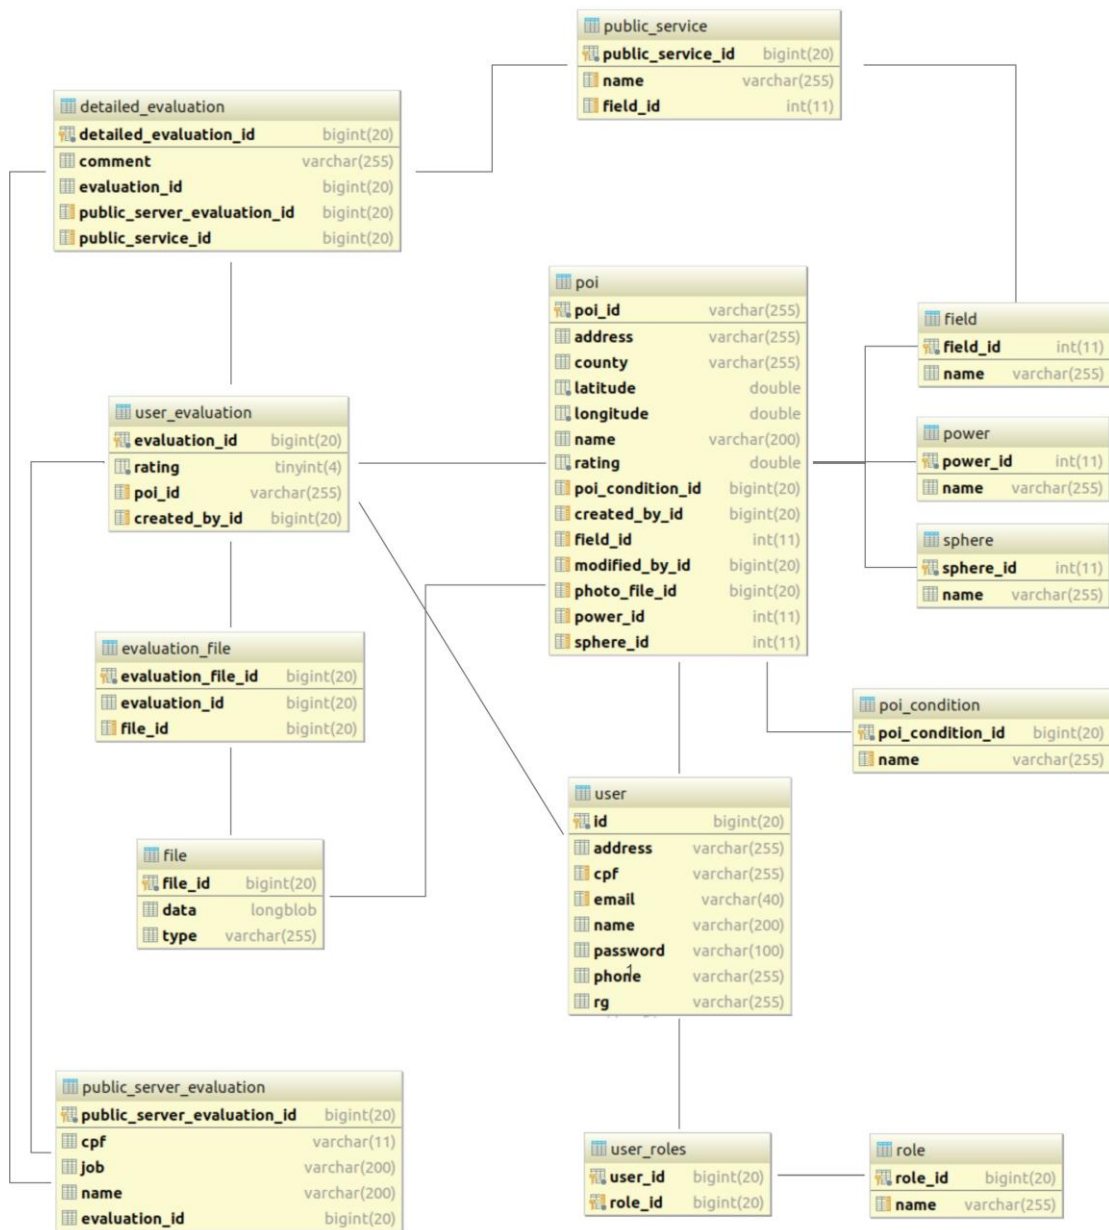 public_service
public_service_id bigint(20)
name varchar(255)
field_id int(11)
detailed_evaluation
detailed_evaluation_id bigint(20)
comment varchar(255)
evaluation_id bigint(20)
public_server_evaluation_id bigint(20)
public_service_id bigint(20)
poi
poi_id varchar(255)
address varchar(255)
county varchar(255)
latitude double
longitude double
name varchar(200)
rating double
poi_condition_id bigint(20)
created_by_id bigint(20)
field_id int(11)
modified_by_id bigint(20)
photo_file_id bigint(20)
power_id int(11)
sphere_id int(11)
field
field_id int(11)
name varchar(255)
power
power_id int(11)
name varchar(255)
sphere
sphere_id int(11)
name varchar(255)
user_evaluation
evaluation_id bigint(20)
rating tinyint(4)
poi_id varchar(255)
created_by_id bigint(20)
evaluation_file
evaluation_file_id bigint(20)
evaluation_id bigint(20)
file_id bigint(20)
poi_condition
poi_condition_id bigint(20)
name varchar(255)
user
id bigint(20)
address varchar(255)
cpf varchar(255)
email varchar(40)
name varchar(200)
password varchar(100)
phone varchar(255)
rg varchar(255)
file
file_id bigint(20)
data longblob
type varchar(255)
public_server_evaluation
public_server_evaluation_id bigint(20)
cpf varchar(11)
job varchar(200)
name varchar(200)
evaluation_id bigint(20)
user_roles
user_id bigint(20)
role_id bigint(20)
role
role_id bigint(20)
name varchar(255)